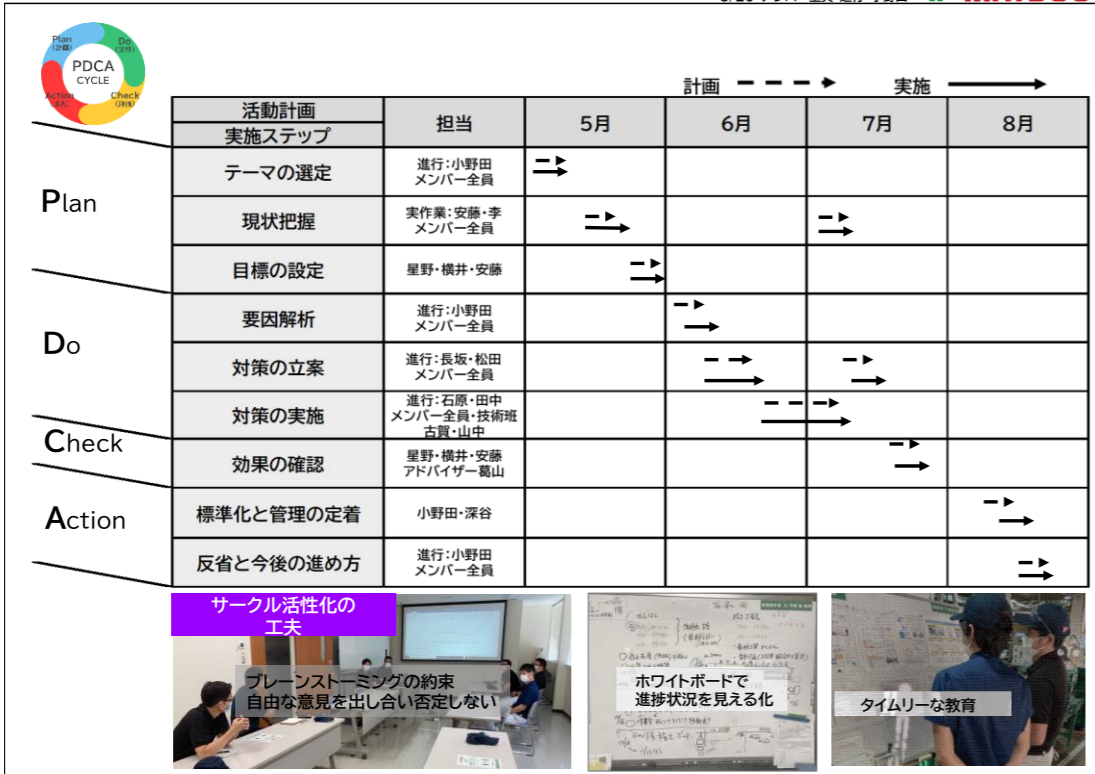 Plan
(計画)
Do
(実行)
PDCA
CYCLE
Action
Check
(評価)
計画
実施
活動計画
実施ステップ
担当
5月
6月
7月
8月
Plan
テーマの選定
進行:小野田
メンバー全員
現状把握
実作業:安藤・李
メンバー全員
目標の設定
星野・横井・安藤
Do
要因解析
進行:小野田
メンバー全員
対策の立案
進行:長坂・松田
メンバー全員
対策の実施
進行:石原・田中
メンバー全員・技術班
古賀・山中
Check
効果の確認
星野・横井・安藤
アドバイザー葛山
Action
標準化と管理の定着
小野田・深谷
反省と今後の進め方
進行:小野田
メンバー全員
サークル活性化の
工夫
ブレーンストーミングの約束
自由な意見を出し合い否定しない
ホワイトボードで
進捗状況を見える化
タイムリーな教育